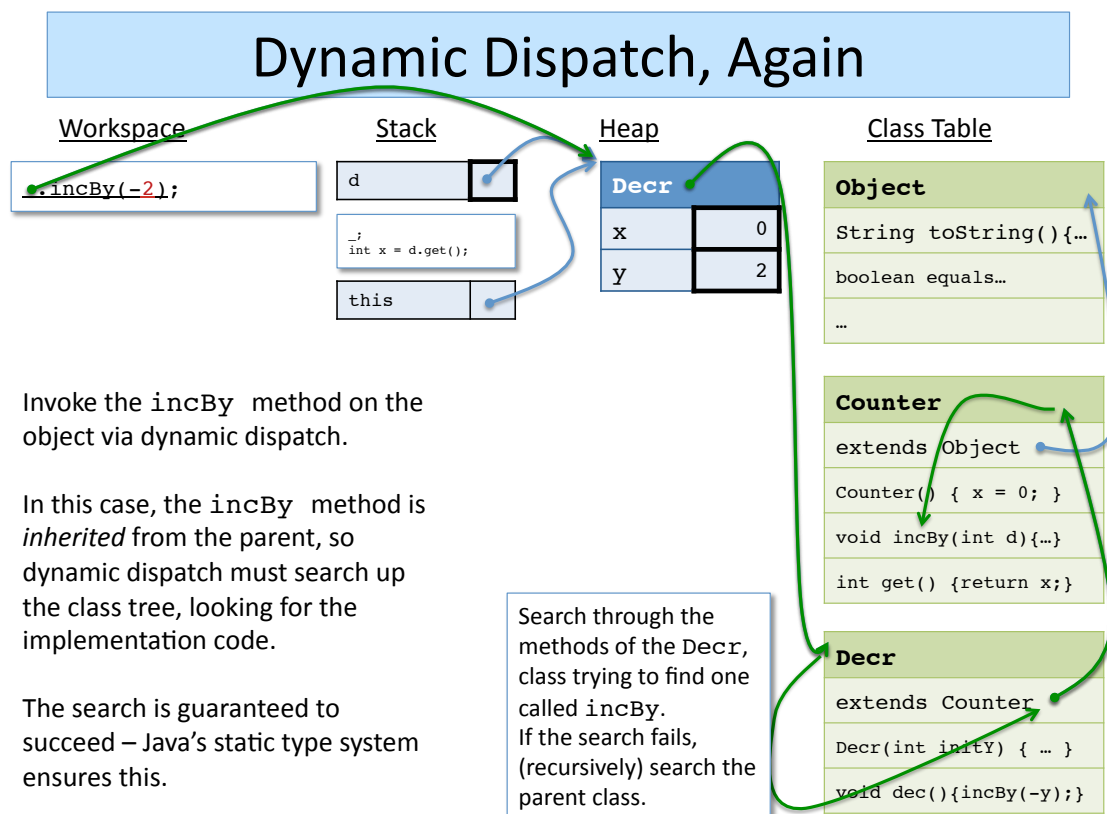 Dynamic Dispatch, Again
Workspace
Stack
Heap
Class Table
.incBy(-2);
d
_;
int x = d.get();
this
Decr
x 0
y 2
Object
String toString(){…
boolean equals…
…
Counter
extends Object
Counter() { x = 0; }
void incBy(int d){…}
int get() {return x;}
Decr
extends Counter
Decr(int initY) { … }
void dec(){incBy(-y);}
Invoke the incBy method on the
object via dynamic dispatch.
In this case, the incBy method is
inherited from the parent, so
dynamic dispatch must search up
the class tree, looking for the
implementation code.
The search is guaranteed to
succeed – Java's static type system
ensures this.
Search through the
methods of the Decr,
class trying to find one
called incBy.
If the search fails,
(recursively) search the
parent class.